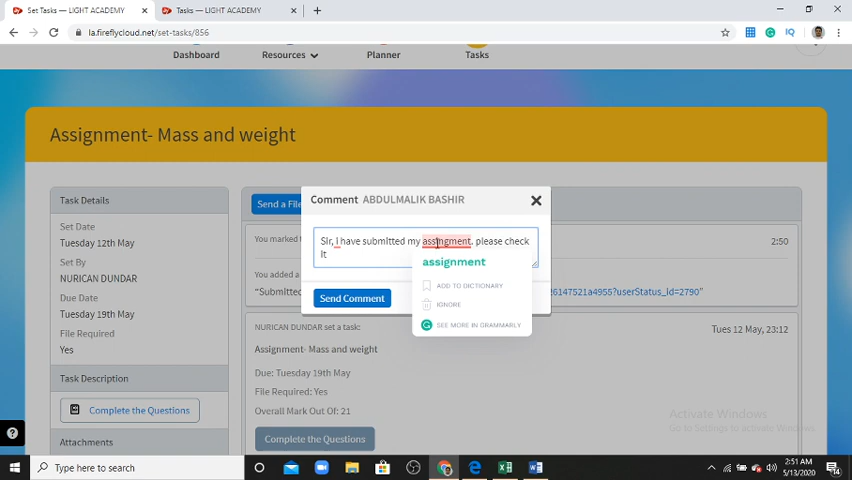 Set Tasks — LIGHT ACADEMY
Tasks — LIGHT ACADEMY
la.fireflycloud.net/set-tasks/856
Dashboard
Resources
Planner
Tasks
Assignment- Mass and weight
Task Details
Set Date
Tuesday 12th May
Set By
NURICAN DUNDAR
Due Date
Tuesday 19th May
File Required
Yes
Task Description
Complete the Questions
Attachments
Send a File
You marked t
2:50
You added a
"Submitted
26147521a4955?userStatus_id=2790"
NURICAN DUNDAR set a task:
Tues 12 May, 23:12
Assignment- Mass and weight
Due: Tuesday 19th May
File Required: Yes
Overall Mark Out Of: 21
Complete the Questions
Comment ABDULMALIK BASHIR
Sir, I have submitted my assingment. please check
it
Send Comment
assignment
ADD TO DICTIONARY
IGNORE
SEE MORE IN GRAMMARLY
Activate Windows
Go to Settings to activate Windows.
Type here to search
2:51 AM
5/13/2020
14